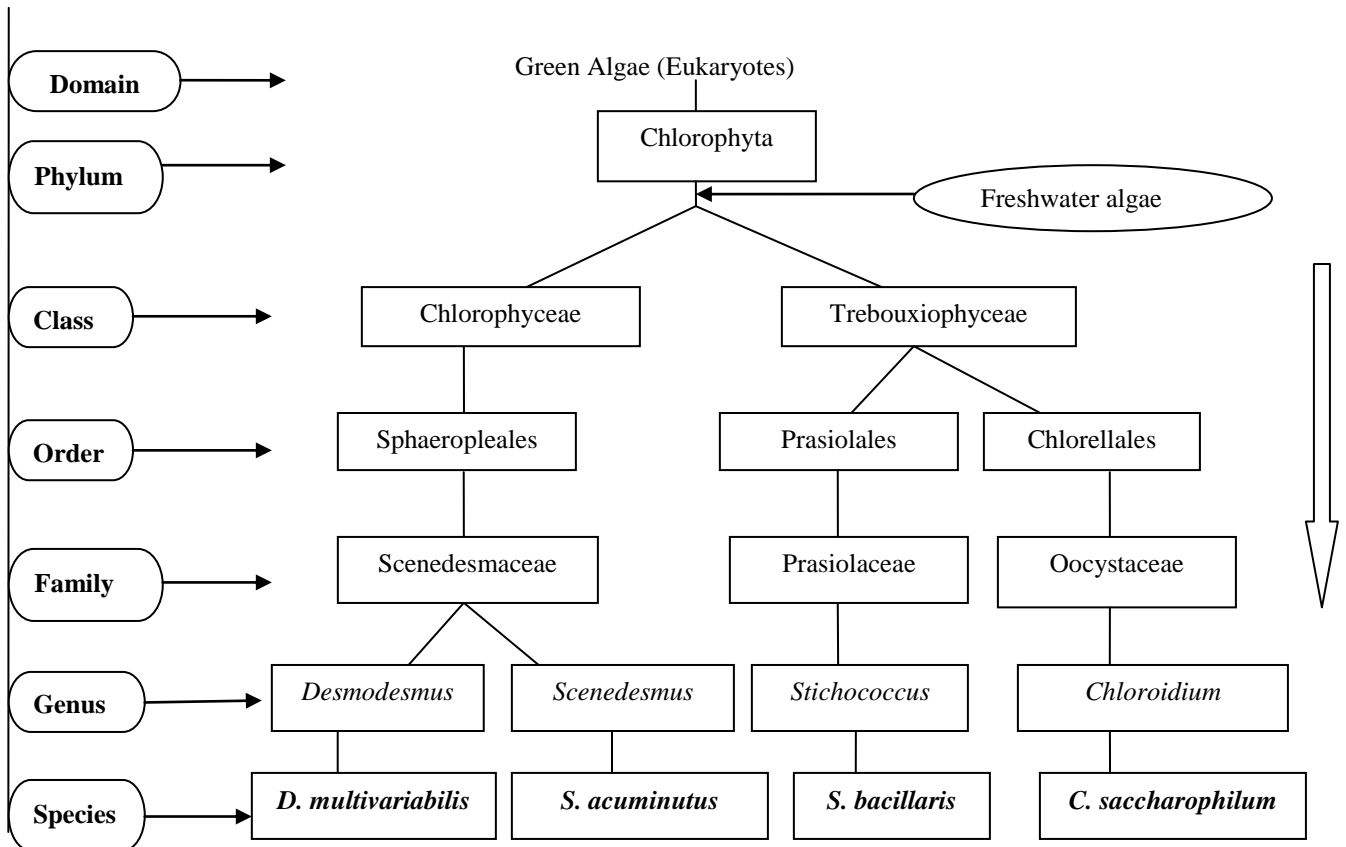 Domain
Green Algae (Eukaryotes)
Phylum
Chlorophyta
Freshwater algae
Class
Chlorophyceae
Trebouxiophyceae
Order
Sphaeropleales
Prasiolales
Chlorellales
Family
Scenedesmaceae
Prasiolaceae
Oocystaceae
Genus
Desmodesmus
Scenedesmus
Stichococcus
Chloroidium
Species
D. multivariabilis
S. acuminutus
S. bacillaris
C. saccharophilum